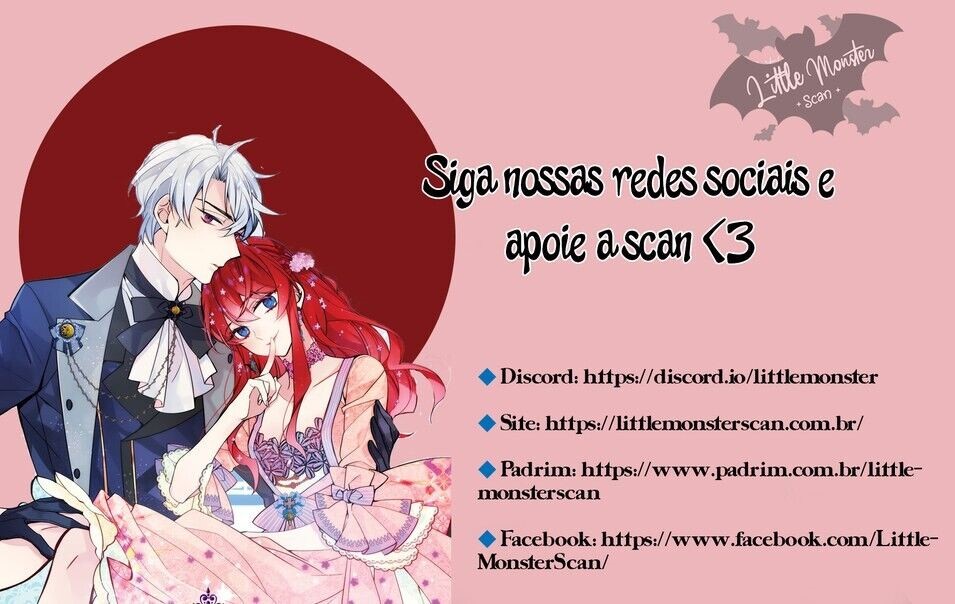 Little Monster
Scan
Siga nossas redes sociais e
apoie a scan <3
Discord: https://discord.io/littlemonster
Site: https://littlemonsterscan.com.br/
Padrim: https://www.padrim.com.br/little-
monsterscan
Facebook: https://www.facebook.com/Little-
MonsterScan/